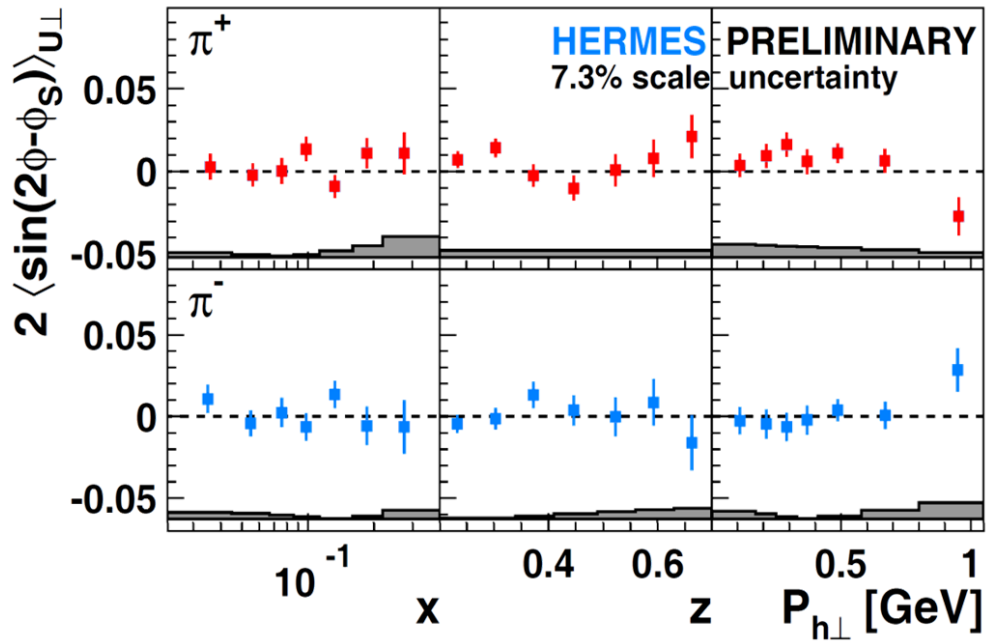 2 ⟨sin(2ϕ-ϕS)⟩U⊥
π+
HERMES PRELIMINARY
7.3% scale uncertainty
0.05
0
-0.05
π-
0.05
0
-0.05
10-1 0.4 0.6 0.5 1
x z Ph⊥ [GeV]